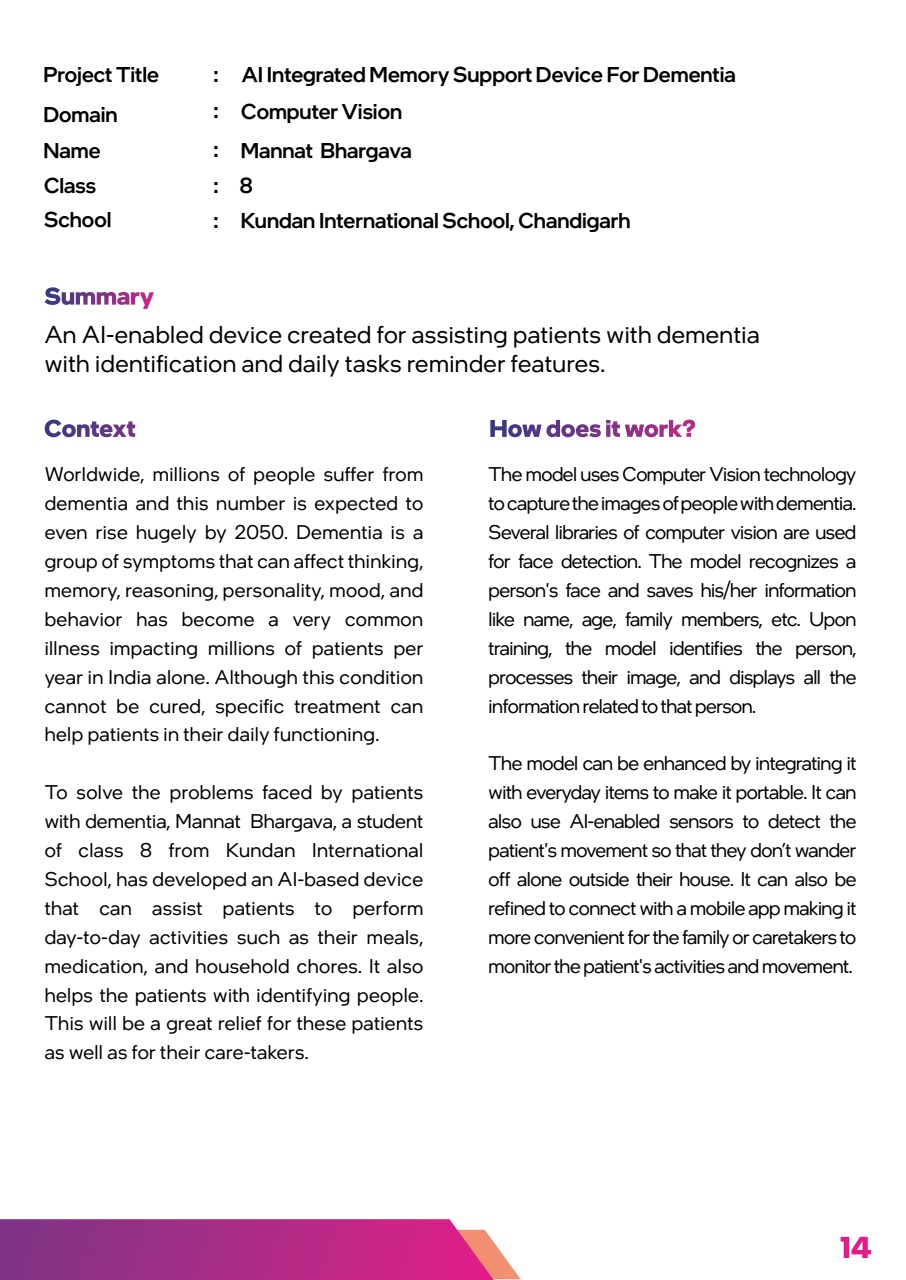 Project Title : AI Integrated Memory Support Device For Dementia
Domain : Computer Vision
Name : Mannat Bhargava
Class : 8
School : Kundan International School, Chandigarh
Summary
An AI-enabled device created for assisting patients with dementia
with identification and daily tasks reminder features.
Context
Worldwide, millions of people suffer from
dementia and this number is expected to
even rise hugely by 2050. Dementia is a
group of symptoms that can affect thinking,
memory, reasoning, personality, mood, and
behavior has become a very common
illness impacting millions of patients per
year in India alone. Although this condition
cannot be cured, specific treatment can
help patients in their daily functioning.
To solve the problems faced by patients
with dementia, Mannat Bhargava, a student
of class 8 from Kundan International
School, has developed an AI-based device
that can assist patients to perform
day-to-day activities such as their meals,
medication, and household chores. It also
helps the patients with identifying people.
This will be a great relief for these patients
as well as for their care-takers.
How does it work?
The model uses Computer Vision technology
to capture the images of people with dementia.
Several libraries of computer vision are used
for face detection. The model recognizes a
person's face and saves his/her information
like name, age, family members, etc. Upon
training, the model identifies the person,
processes their image, and displays all the
information related to that person.
The model can be enhanced by integrating it
with everyday items to make it portable. It can
also use AI-enabled sensors to detect the
patient's movement so that they don’t wander
off alone outside their house. It can also be
refined to connect with a mobile app making it
more convenient for the family or caretakers to
monitor the patient's activities and movement.
14